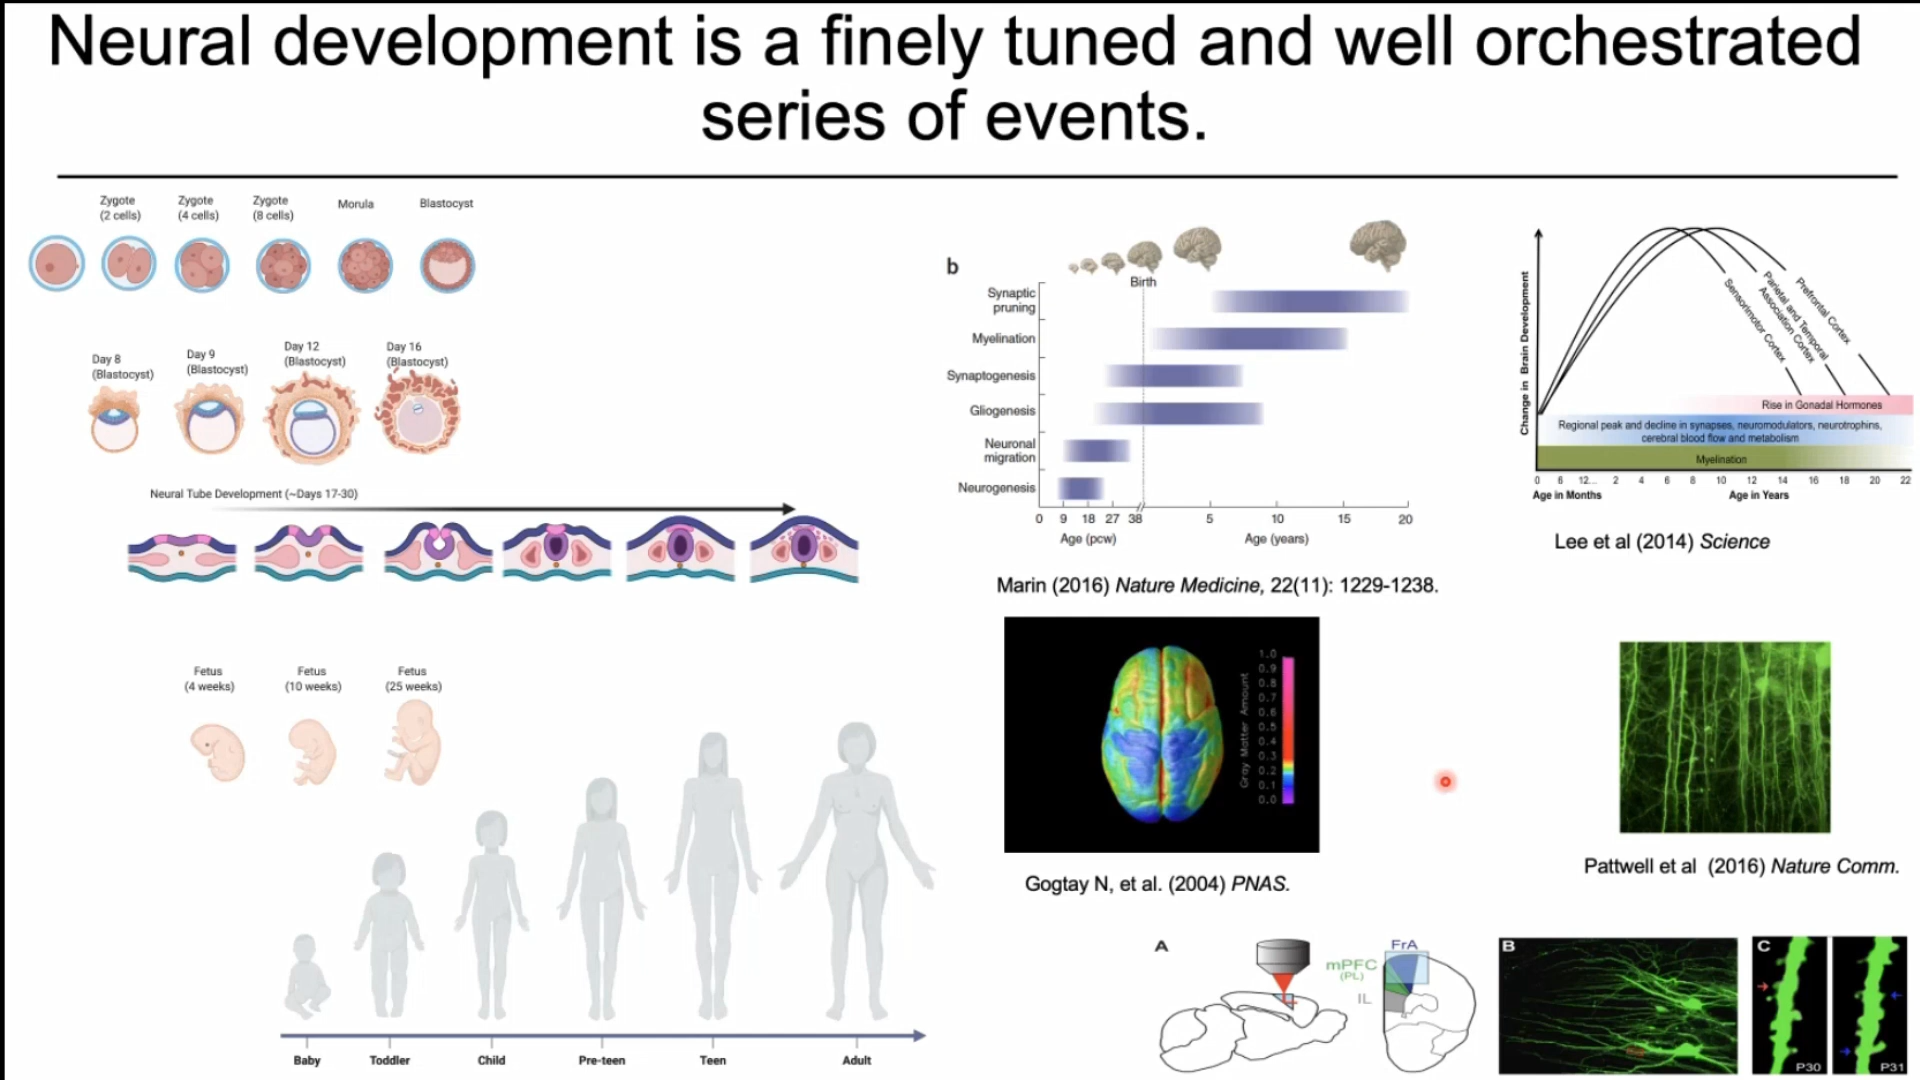 Neural development is a finely tuned and well orchestrated
series of events.
Zygote
(2 cells)
Zygote
(4 cells)
Zygote
(8 cells)
Morula
Blastocyst
Day 8
(Blastocyst)
Day 9
(Blastocyst)
Day 12
(Blastocyst)
Day 16
(Blastocyst)
Neural Tube Development (~Days 17-30)
Fetus
(4 weeks)
Fetus
(10 weeks)
Fetus
(25 weeks)
Baby
Toddler
Child
Pre-teen
Teen
Adult
b
Birth
Synaptic
pruning
Myelination
Synaptogenesis
Gliogenesis
Neuronal
migration
Neurogenesis
0 9 18 27 38 5 10 15 20
Age (pcw)
Age (years)
Marin (2016) Nature Medicine, 22(11): 1229-1238.
Change in Brain Development
Sensorimotor Cortex
Parietal and Temporal
Association Cortex
Prefrontal Cortex
Rise in Gonadal Hormones
Regional peak and decline in synapses, neuromodulators, neurotrophins,
cerebral blood flow and metabolism
Myelination
0 6 12... 2 4 6 8 10 12 14 16 18 20 22
Age in Months
Age in Years
Lee et al (2014) Science
Gray Matter Amount
1.0
0.9
0.8
0.7
0.6
0.5
0.4
0.3
0.2
0.1
0.0
Gogtay N, et al. (2004) PNAS.
Pattwell et al (2016) Nature Comm.
A
FrA
mPFC
(PL)
IL
B
C
P30
P31